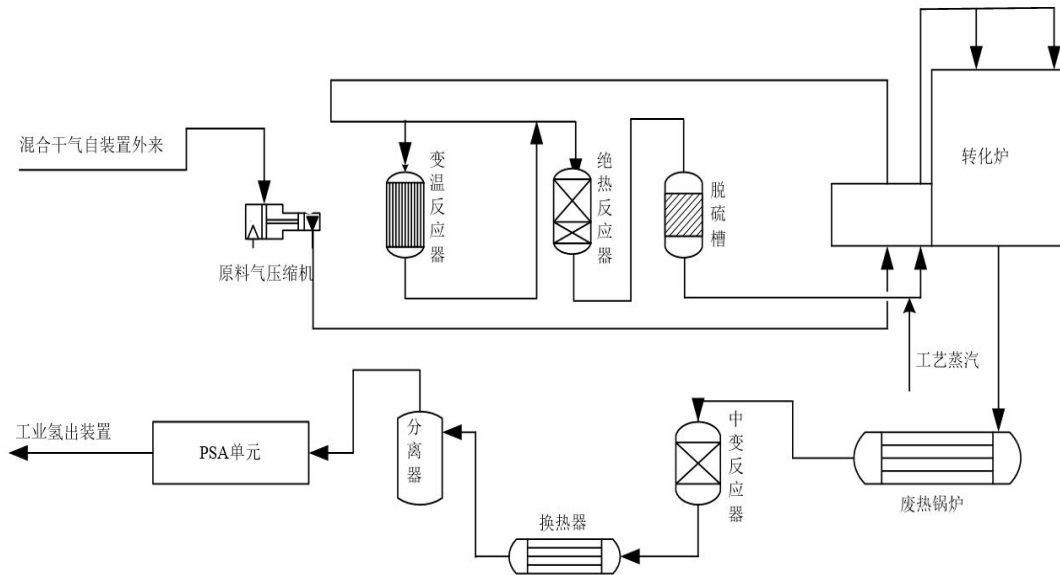 混合干气自装置外来
原料气压缩机
变温反应器
绝热反应器
脱硫槽
转化炉
工艺蒸汽
工业氢出装置
PSA单元
分离器
换热器
中变反应器
废热锅炉